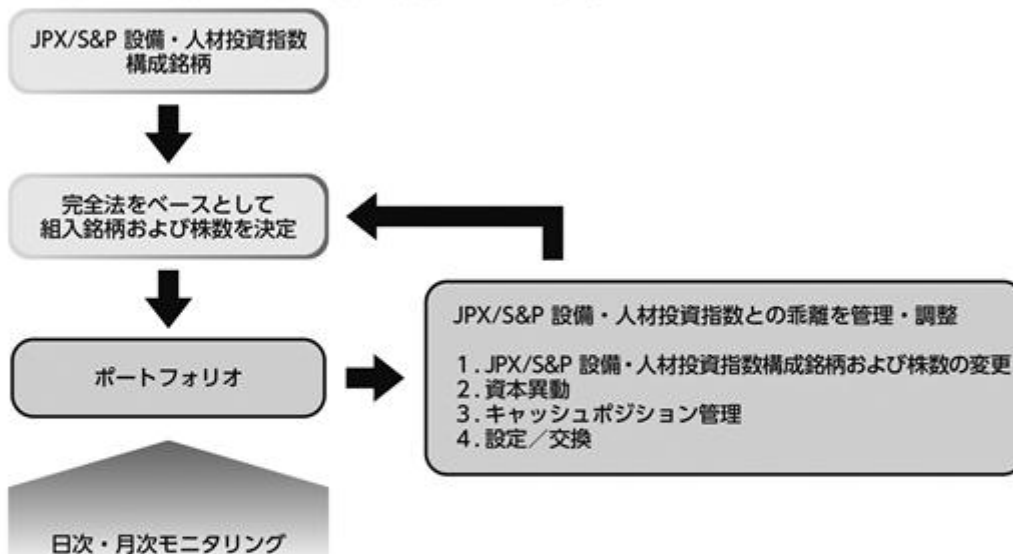 JPX/S&P 設備・人材投資指数
構成銘柄
完全法をベースとして
組入銘柄および株数を決定
ポートフォリオ
JPX/S&P 設備・人材投資指数との乖離を管理・調整
1. JPX/S&P 設備・人材投資指数構成銘柄および株数の変更
2. 資本異動
3. キャッシュポジション管理
4. 設定／交換
日次・月次モニタリング